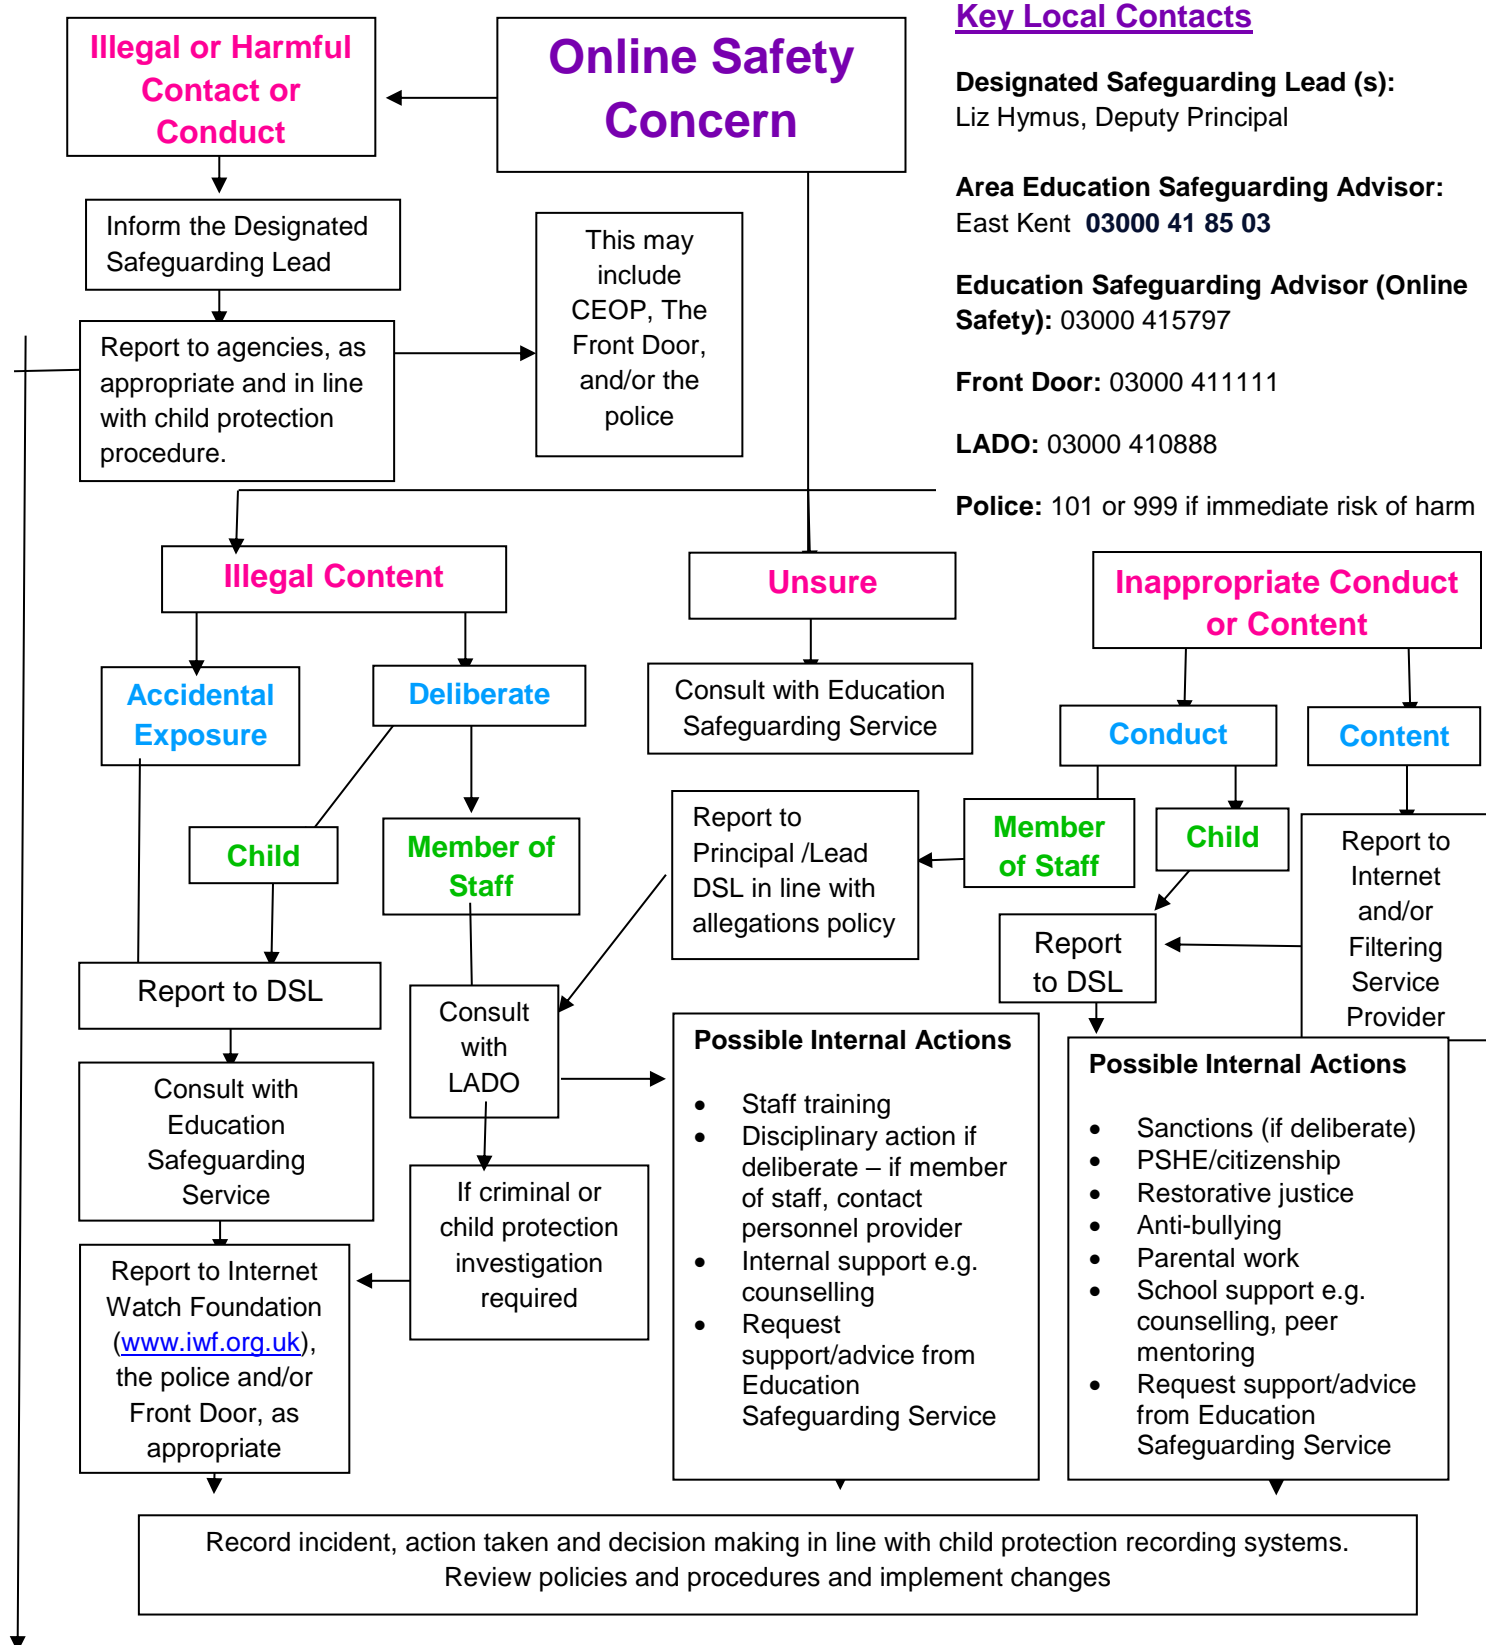 Illegal or Harmful
Contact or
Conduct
Online Safety
Concern
Key Local Contacts
Designated Safeguarding Lead (s):
Liz Hymus, Deputy Principal
Area Education Safeguarding Advisor:
East Kent 03000 41 85 03
Education Safeguarding Advisor (Online
Safety): 03000 415797
Front Door: 03000 411111
LADO: 03000 410888
Police: 101 or 999 if immediate risk of harm
Inform the Designated
Safeguarding Lead
Report to agencies, as
appropriate and in line
with child protection
procedure.
This may
include
CEOP, The
Front Door,
and/or the
police
Illegal Content
Unsure
Inappropriate Conduct
or Content
Accidental
Exposure
Deliberate
Consult with Education
Safeguarding Service
Conduct
Content
Child
Member of
Staff
Report to
Principal /Lead
DSL in line with
allegations policy
Member
of Staff
Child
Report to
Internet
and/or
Filtering
Service
Provider
Report to DSL
Consult
with
LADO
Report
to DSL
Consult with
Education
Safeguarding
Service
If criminal or
child protection
investigation
required
Report to Internet
Watch Foundation
(www.iwf.org.uk),
the police and/or
Front Door, as
appropriate
Possible Internal Actions
• Staff training
• Disciplinary action if
deliberate – if member
of staff, contact
personnel provider
• Internal support e.g.
counselling
• Request
support/advice from
Education
Safeguarding Service
Possible Internal Actions
• Sanctions (if deliberate)
• PSHE/citizenship
• Restorative justice
• Anti-bullying
• Parental work
• School support e.g.
counselling, peer
mentoring
• Request support/advice
from Education
Safeguarding Service
Record incident, action taken and decision making in line with child protection recording systems.
Review policies and procedures and implement changes